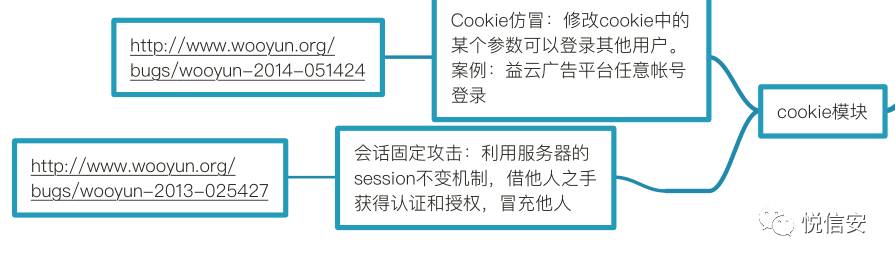 Cookie仿冒：修改cookie中的
某个参数可以登录其他用户。
案例：益云广告平台任意帐号
登录
http://www.wooyun.org/
bugs/wooyun-2014-051424
cookie模块
会话固定攻击：利用服务器的
session不变机制，借他人之手
获得认证和授权，冒充他人
http://www.wooyun.org/
bugs/wooyun-2013-025427
悦信安